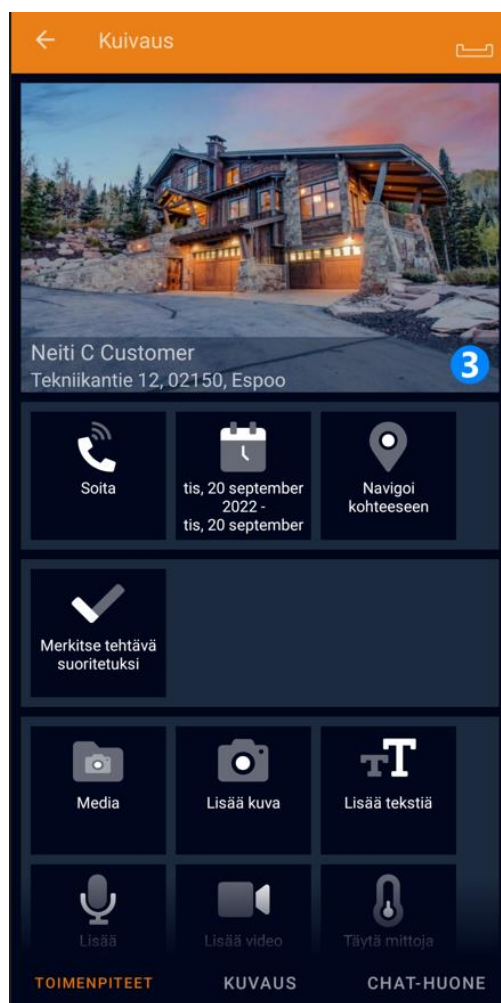 Kuivaus
Neiti C Customer
Tekniikantie 12, 02150, Espoo
3
Soita
tis, 20 september
2022 -
tis, 20 september
Navigoi
kohteeseen
Merkitse tehtävä
suoritetuksi
Media
Lisää kuva
Lisää tekstiä
Lisää
Lisää video
Täytä mittoja
TOIMENPITEET
KUVAUS
CHAT-HUONE